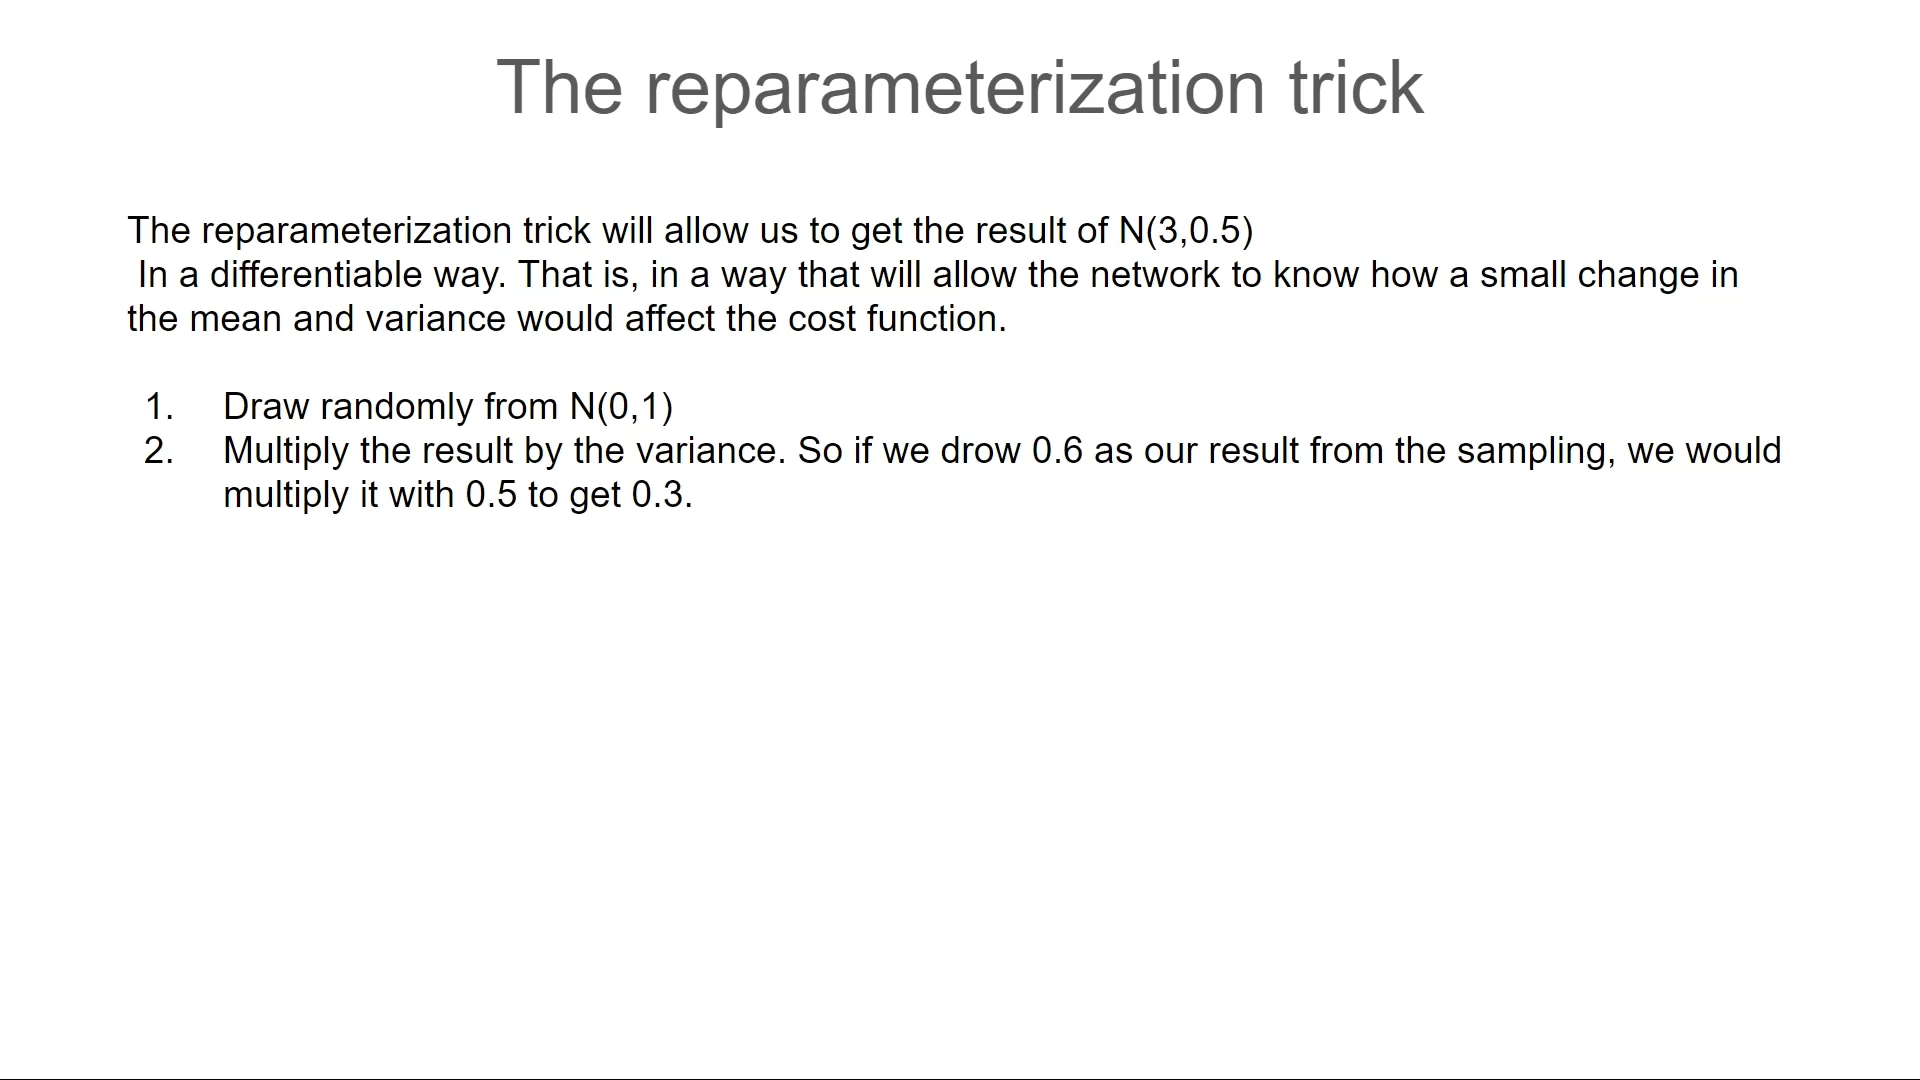 The reparameterization trick
The reparameterization trick will allow us to get the result of N(3,0.5)
In a differentiable way. That is, in a way that will allow the network to know how a small change in
the mean and variance would affect the cost function.
1. Draw randomly from N(0,1)
2. Multiply the result by the variance. So if we drow 0.6 as our result from the sampling, we would
multiply it with 0.5 to get 0.3.